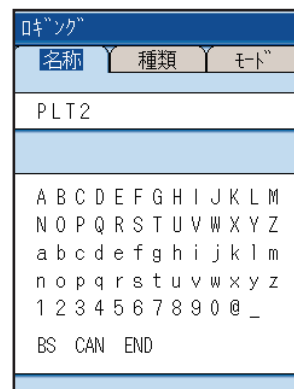 ﾛｷﾞﾝｸﾞ
名称 種類 ﾓｰﾄﾞ
PLT2
A B C D E F G H I J K L M
N O P Q R S T U V W X Y Z
a b c d e f g h i j k l m
n o p q r s t u v w x y z
1 2 3 4 5 6 7 8 9 0 @ _
BS CAN END